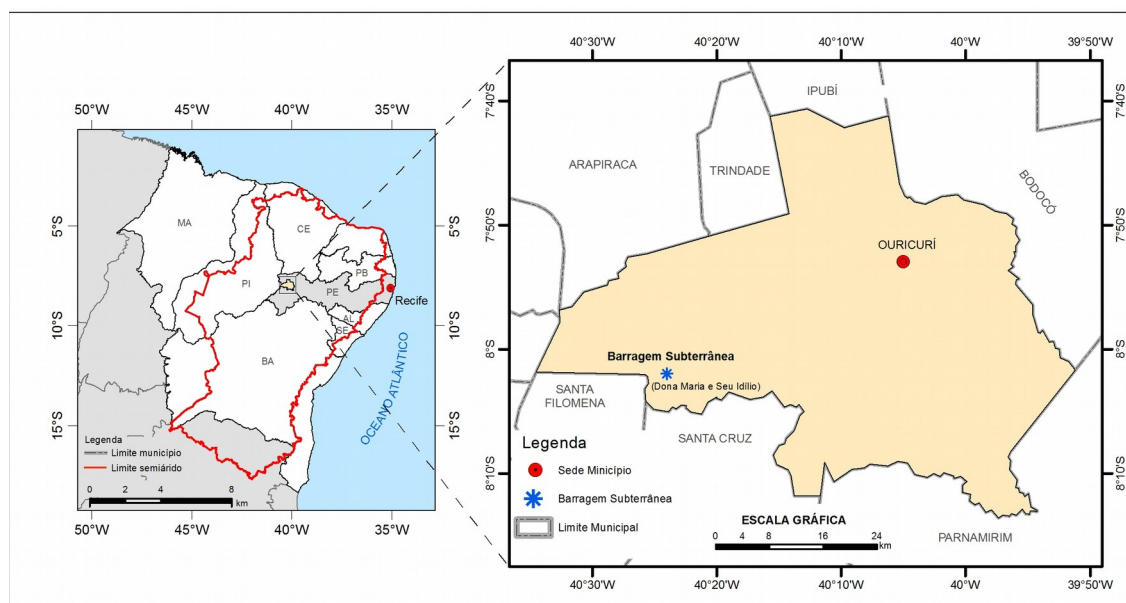 50°W 45°W 40°W 35°W
5°S
10°S
15°S
MA
CE
PI
PB
PE
AL
SE
BA
Recife
OCEANO ATLÂNTICO
Legenda
Limite município
Limite semiárido
0 2 4 8
km
5°S
10°S
15°S
50°W 45°W 40°W 35°W
40°30'W 40°20'W 40°10'W 40°W 39°50'W
7°40'S
7°50'S
8°S
8°10'S
IPUBÍ
ARAPIRACA
TRINDADE
BODOCÓ
OURICURÍ
Barragem Subterrânea
(Dona Maria e Seu Idílio)
SANTA
FILOMENA
SANTA CRUZ
PARNAMIRIM
Legenda
Sede Minicípio
Barragem Subterrânea
Limite Municipal
ESCALA GRÁFICA
0 4 8 16 24
km
7°40'S
7°50'S
8°S
8°10'S
40°30'W 40°20'W 40°10'W 40°W 39°50'W